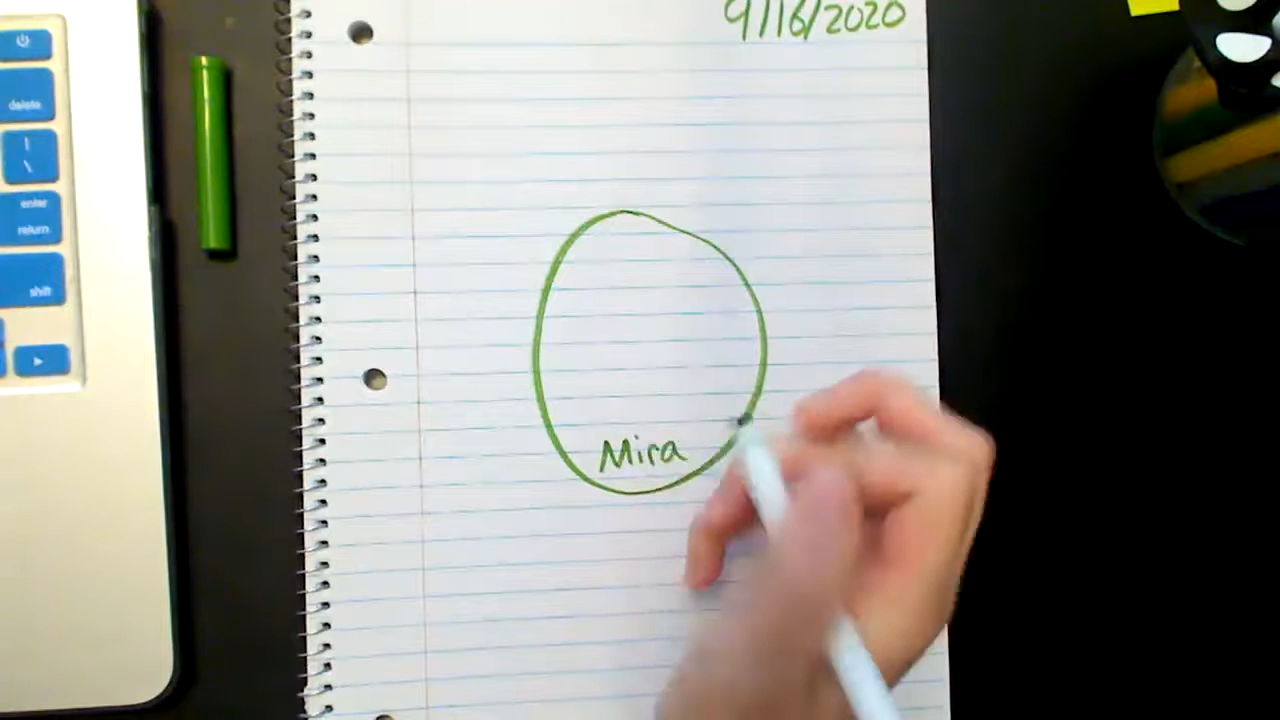 9/16/2020
delete
|
\
enter
return
shift
Mira